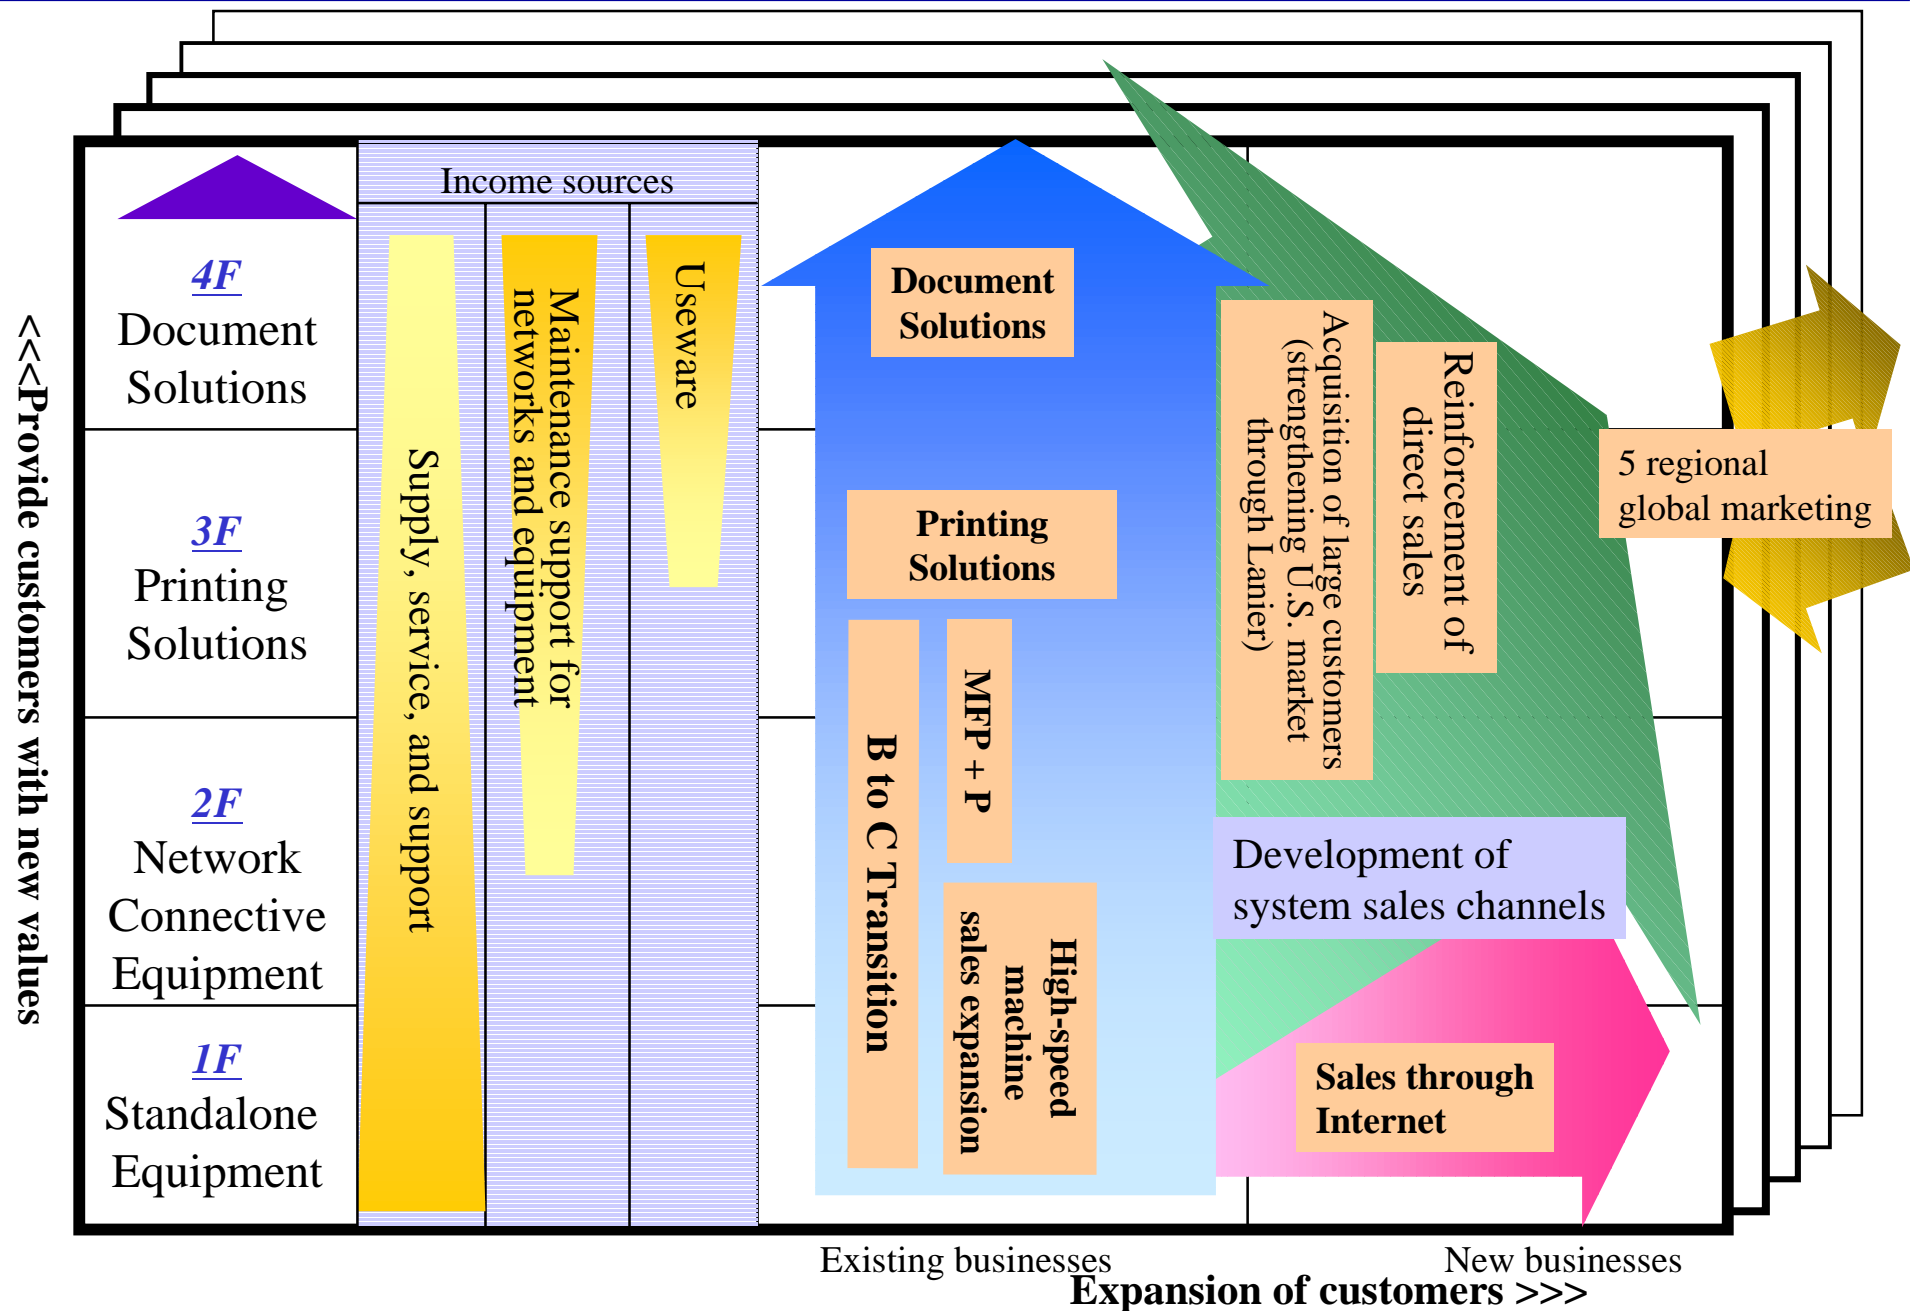 <<<Provide customers with new values
4F
Document
Solutions
3F
Printing
Solutions
2F
Network
Connective
Equipment
1F
Standalone
Equipment
Income sources
Supply, service, and support
Maintenance support for
networks and equipment
Useware
Document
Solutions
Printing
Solutions
B to C Transition
MFP + P
High-speed
machine
sales expansion
Acquisition of large customers
(strengthening U.S. market
through Lanier)
Reinforcement of
direct sales
5 regional
global marketing
Development of
system sales channels
Sales through
Internet
Existing businesses
New businesses
Expansion of customers >>>